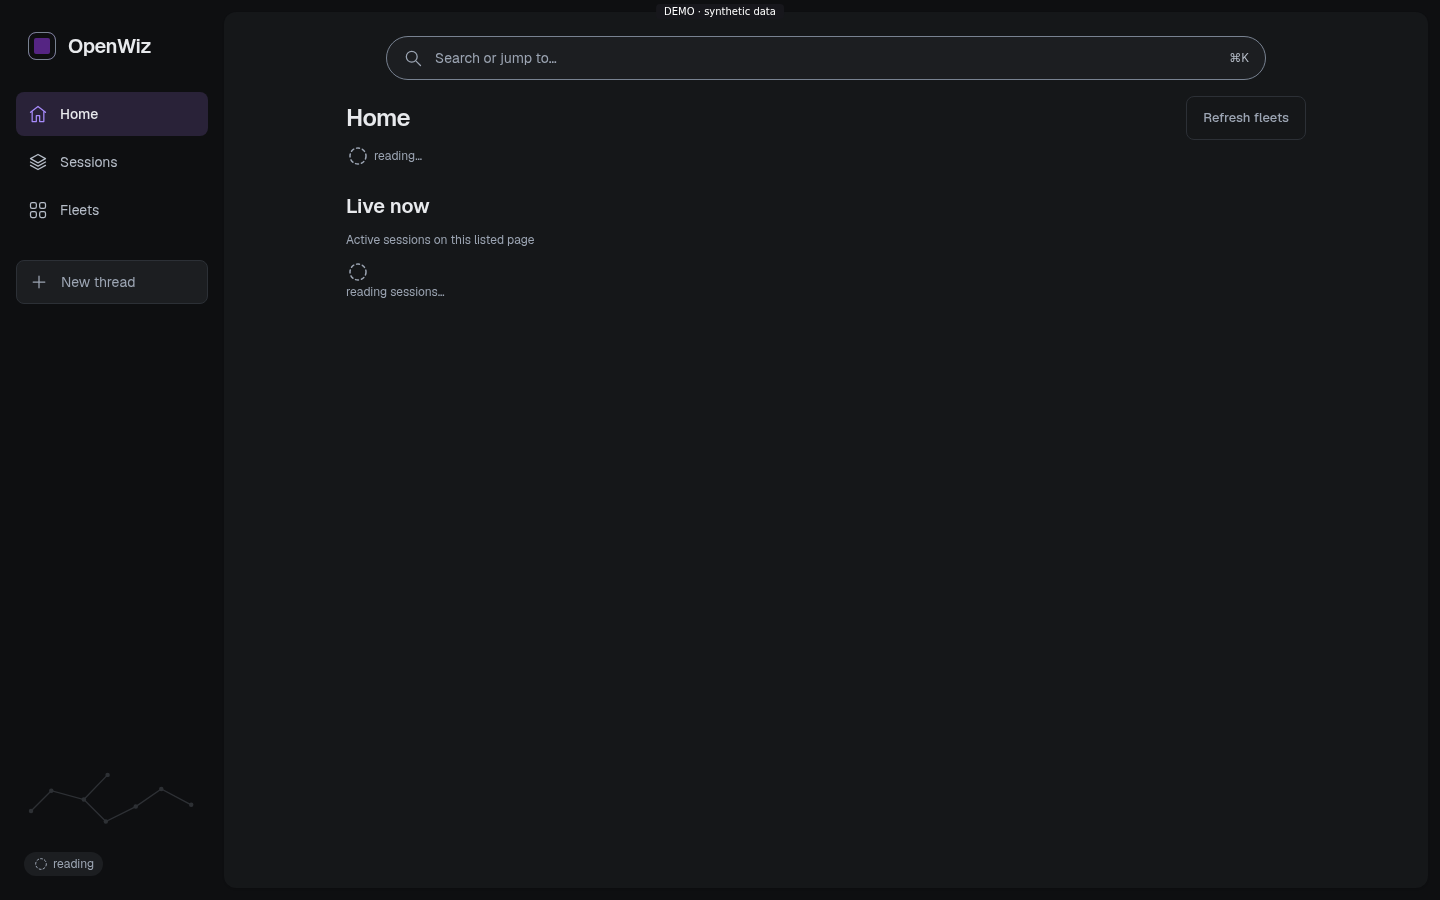 DEMO · synthetic data
OpenWiz
Search or jump to…
⌘K
Home
Sessions
Fleets
New thread
Home
Refresh fleets
reading…
Live now
Active sessions on this listed page
reading sessions…
reading